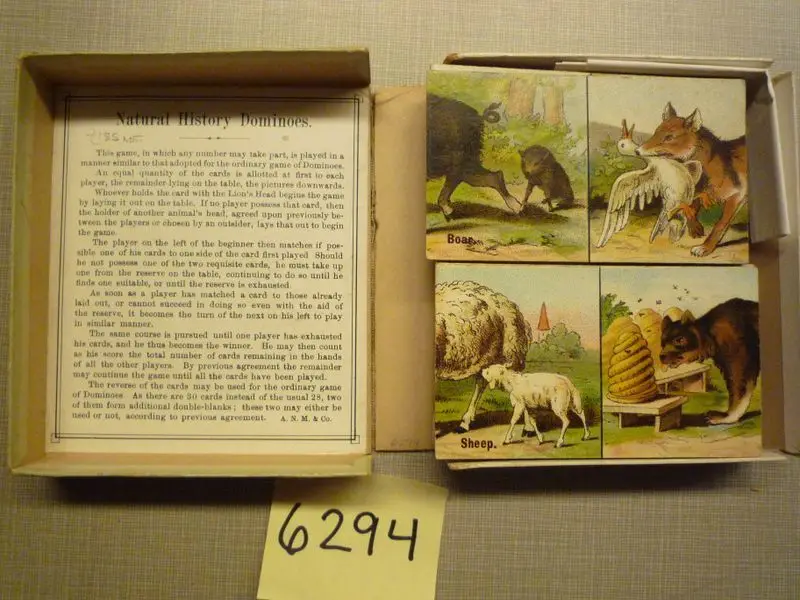 Natural History Dominoes.
This game, in which any number may take part, is played in a
manner similar to that adopted for the ordinary game of Dominoes.
An equal quantity of the cards is allotted at first to each
player, the remainder lying on the table, the pictures downwards.
Whoever holds the card with the Lion's Head begins the game
by laying it out on the table. If no player possess that card, then
the holder of another animal's head, agreed upon previously be-
tween the players or chosen by an outsider, lays that out to begin
the game.
The player on the left of the beginner then matches if pos-
sible one of his cards to one side of the card first played Should
he not possess one of the two requisite cards, he must take up
one from the reserve on the table, continuing to do so until he
finds one suitable, or until the reserve is exhausted.
As soon as a player has matched a card to those already
laid out, or cannot succeed in doing so even with the aid of
the reserve, it becomes the turn of the next on his left to play
in similar manner.
The same course is pursued until one player has exhausted
his cards, and he thus becomes the winner. He may then count
as his score the total number of cards remaining in the hands
of all the other players. By previous agreement the remainder
may continue the game until all the cards have been played.
The reverse of the cards may be used for the ordinary game
of Dominoes. As there are 30 cards instead of the usual 28, two
of them form additional double-blanks; these two may either be
used or not, according to previous agreement. A. N. M. & Co.
Boar.
Sheep.
6294